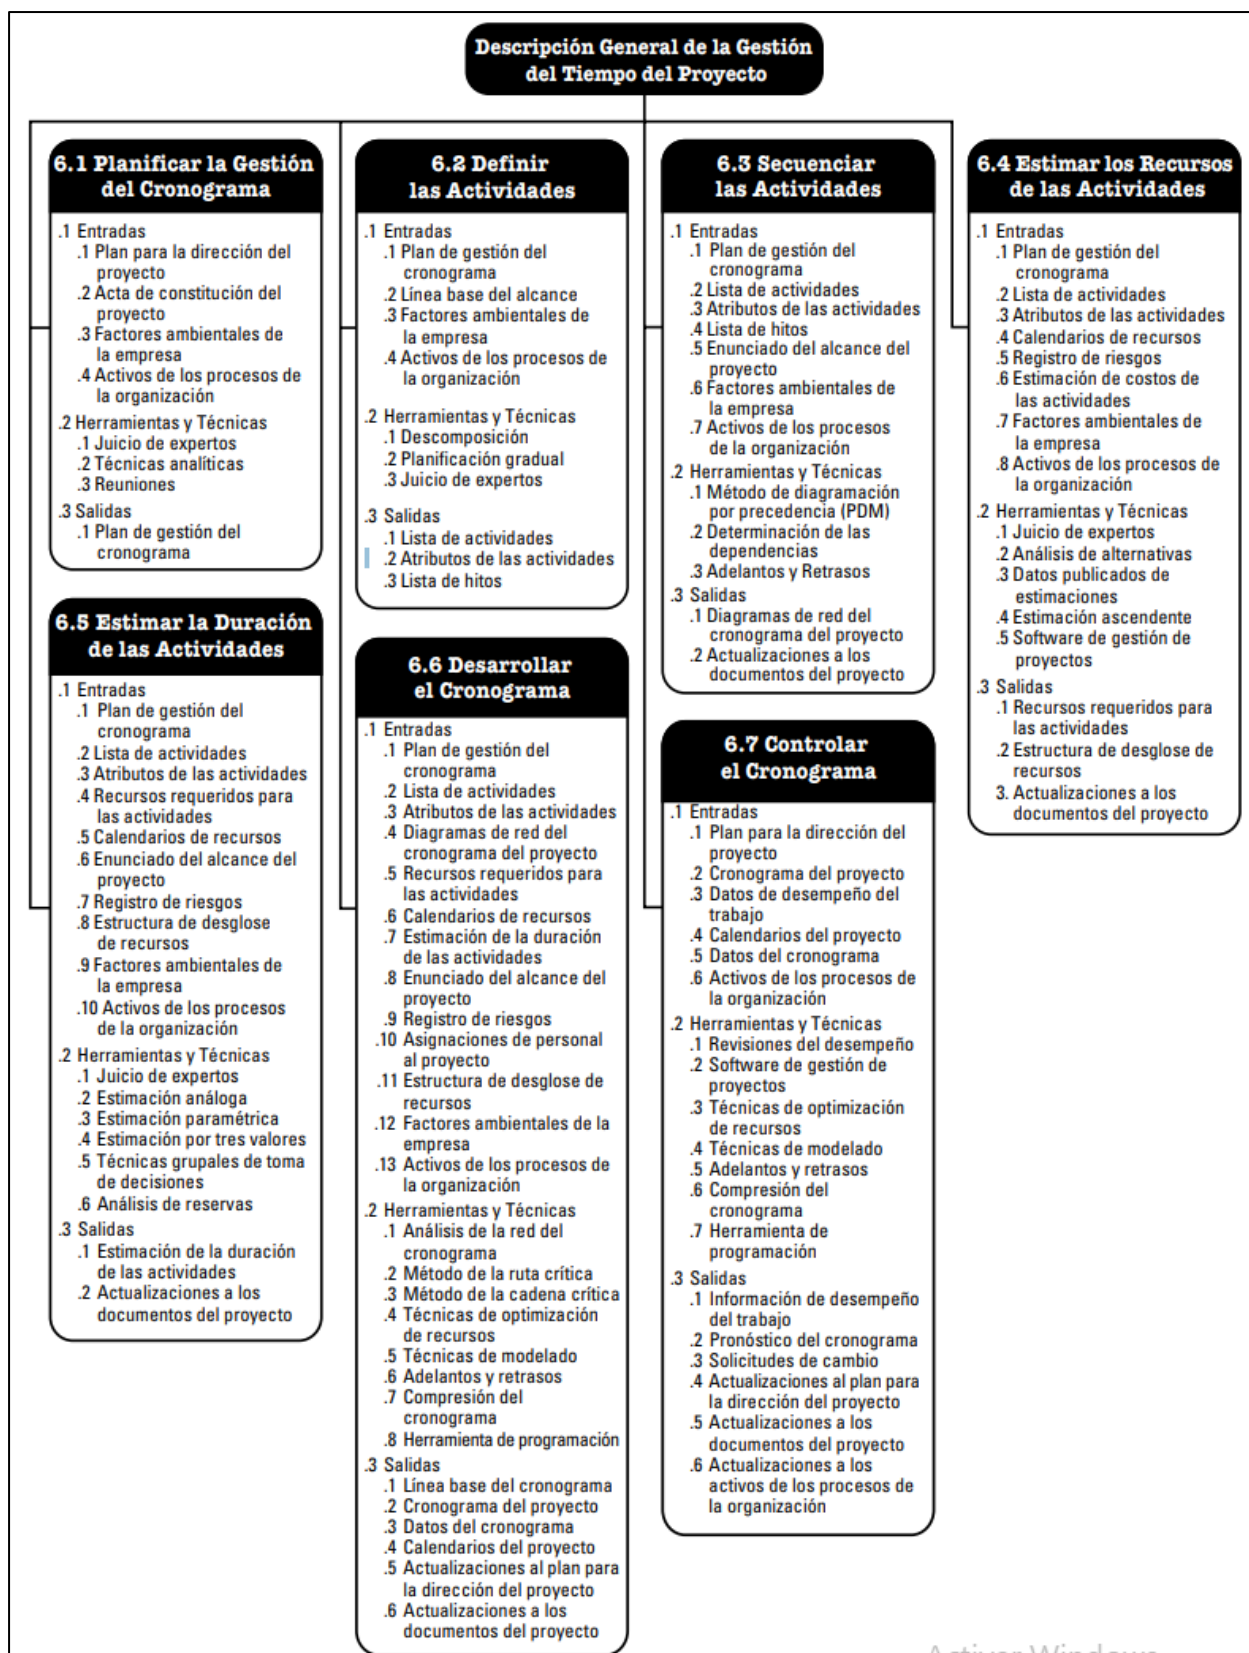 Descripción General de la Gestión
del Tiempo del Proyecto
6.1 Planificar la Gestión
del Cronograma
.1 Entradas
.1 Plan para la dirección del
proyecto
.2 Acta de constitución del
proyecto
.3 Factores ambientales de
la empresa
.4 Activos de los procesos de
la organización
.2 Herramientas y Técnicas
.1 Juicio de expertos
.2 Técnicas analíticas
.3 Reuniones
.3 Salidas
.1 Plan de gestión del
cronograma
6.2 Definir
las Actividades
.1 Entradas
.1 Plan de gestión del
cronograma
.2 Línea base del alcance
.3 Factores ambientales de
la empresa
.4 Activos de los procesos de
la organización
.2 Herramientas y Técnicas
.1 Descomposición
.2 Planificación gradual
.3 Juicio de expertos
.3 Salidas
.1 Lista de actividades
.2 Atributos de las actividades
.3 Lista de hitos
6.3 Secuenciar
las Actividades
.1 Entradas
.1 Plan de gestión del
cronograma
.2 Lista de actividades
.3 Atributos de las actividades
.4 Lista de hitos
.5 Enunciado del alcance del
proyecto
.6 Factores ambientales de
la empresa
.7 Activos de los procesos
de la organización
.2 Herramientas y Técnicas
.1 Método de diagramación
por precedencia (PDM)
.2 Determinación de las
dependencias
.3 Adelantos y Retrasos
.3 Salidas
.1 Diagramas de red del
cronograma del proyecto
.2 Actualizaciones a los
documentos del proyecto
6.4 Estimar los Recursos
de las Actividades
.1 Entradas
.1 Plan de gestión del
cronograma
.2 Lista de actividades
.3 Atributos de las actividades
.4 Calendarios de recursos
.5 Registro de riesgos
.6 Estimación de costos de
las actividades
.7 Factores ambientales de
la empresa
.8 Activos de los procesos de
la organización
.2 Herramientas y Técnicas
.1 Juicio de expertos
.2 Análisis de alternativas
.3 Datos publicados de
estimaciones
.4 Estimación ascendente
.5 Software de gestión de
proyectos
.3 Salidas
.1 Recursos requeridos para
las actividades
.2 Estructura de desglose de
recursos
3. Actualizaciones a los
documentos del proyecto
6.5 Estimar la Duración
de las Actividades
.1 Entradas
.1 Plan de gestión del
cronograma
.2 Lista de actividades
.3 Atributos de las actividades
.4 Recursos requeridos para
las actividades
.5 Calendarios de recursos
.6 Enunciado del alcance del
proyecto
.7 Registro de riesgos
.8 Estructura de desglose
de recursos
.9 Factores ambientales de
la empresa
.10 Activos de los procesos
de la organización
.2 Herramientas y Técnicas
.1 Juicio de expertos
.2 Estimación análoga
.3 Estimación paramétrica
.4 Estimación por tres valores
.5 Técnicas grupales de toma
de decisiones
.6 Análisis de reservas
.3 Salidas
.1 Estimación de la duración
de las actividades
.2 Actualizaciones a los
documentos del proyecto
6.6 Desarrollar
el Cronograma
.1 Entradas
.1 Plan de gestión del
cronograma
.2 Lista de actividades
.3 Atributos de las actividades
.4 Diagramas de red del
cronograma del proyecto
.5 Recursos requeridos para
las actividades
.6 Calendarios de recursos
.7 Estimación de la duración
de las actividades
.8 Enunciado del alcance del
proyecto
.9 Registro de riesgos
.10 Asignaciones de personal
al proyecto
.11 Estructura de desglose de
recursos
.12 Factores ambientales de la
empresa
.13 Activos de los procesos de
la organización
.2 Herramientas y Técnicas
.1 Análisis de la red del
cronograma
.2 Método de la ruta crítica
.3 Método de la cadena crítica
.4 Técnicas de optimización
de recursos
.5 Técnicas de modelado
.6 Adelantos y retrasos
.7 Compresión del
cronograma
.8 Herramienta de programación
.3 Salidas
.1 Línea base del cronograma
.2 Cronograma del proyecto
.3 Datos del cronograma
.4 Calendarios del proyecto
.5 Actualizaciones al plan para
la dirección del proyecto
.6 Actualizaciones a los
documentos del proyecto
6.7 Controlar
el Cronograma
.1 Entradas
.1 Plan para la dirección del
proyecto
.2 Cronograma del proyecto
.3 Datos de desempeño del
trabajo
.4 Calendarios del proyecto
.5 Datos del cronograma
.6 Activos de los procesos de
la organización
.2 Herramientas y Técnicas
.1 Revisiones del desempeño
.2 Software de gestión de
proyectos
.3 Técnicas de optimización
de recursos
.4 Técnicas de modelado
.5 Adelantos y retrasos
.6 Compresión del
cronograma
.7 Herramienta de
programación
.3 Salidas
.1 Información de desempeño
del trabajo
.2 Pronóstico del cronograma
.3 Solicitudes de cambio
.4 Actualizaciones al plan para
la dirección del proyecto
.5 Actualizaciones a los
documentos del proyecto
.6 Actualizaciones a los
activos de los procesos de
la organización